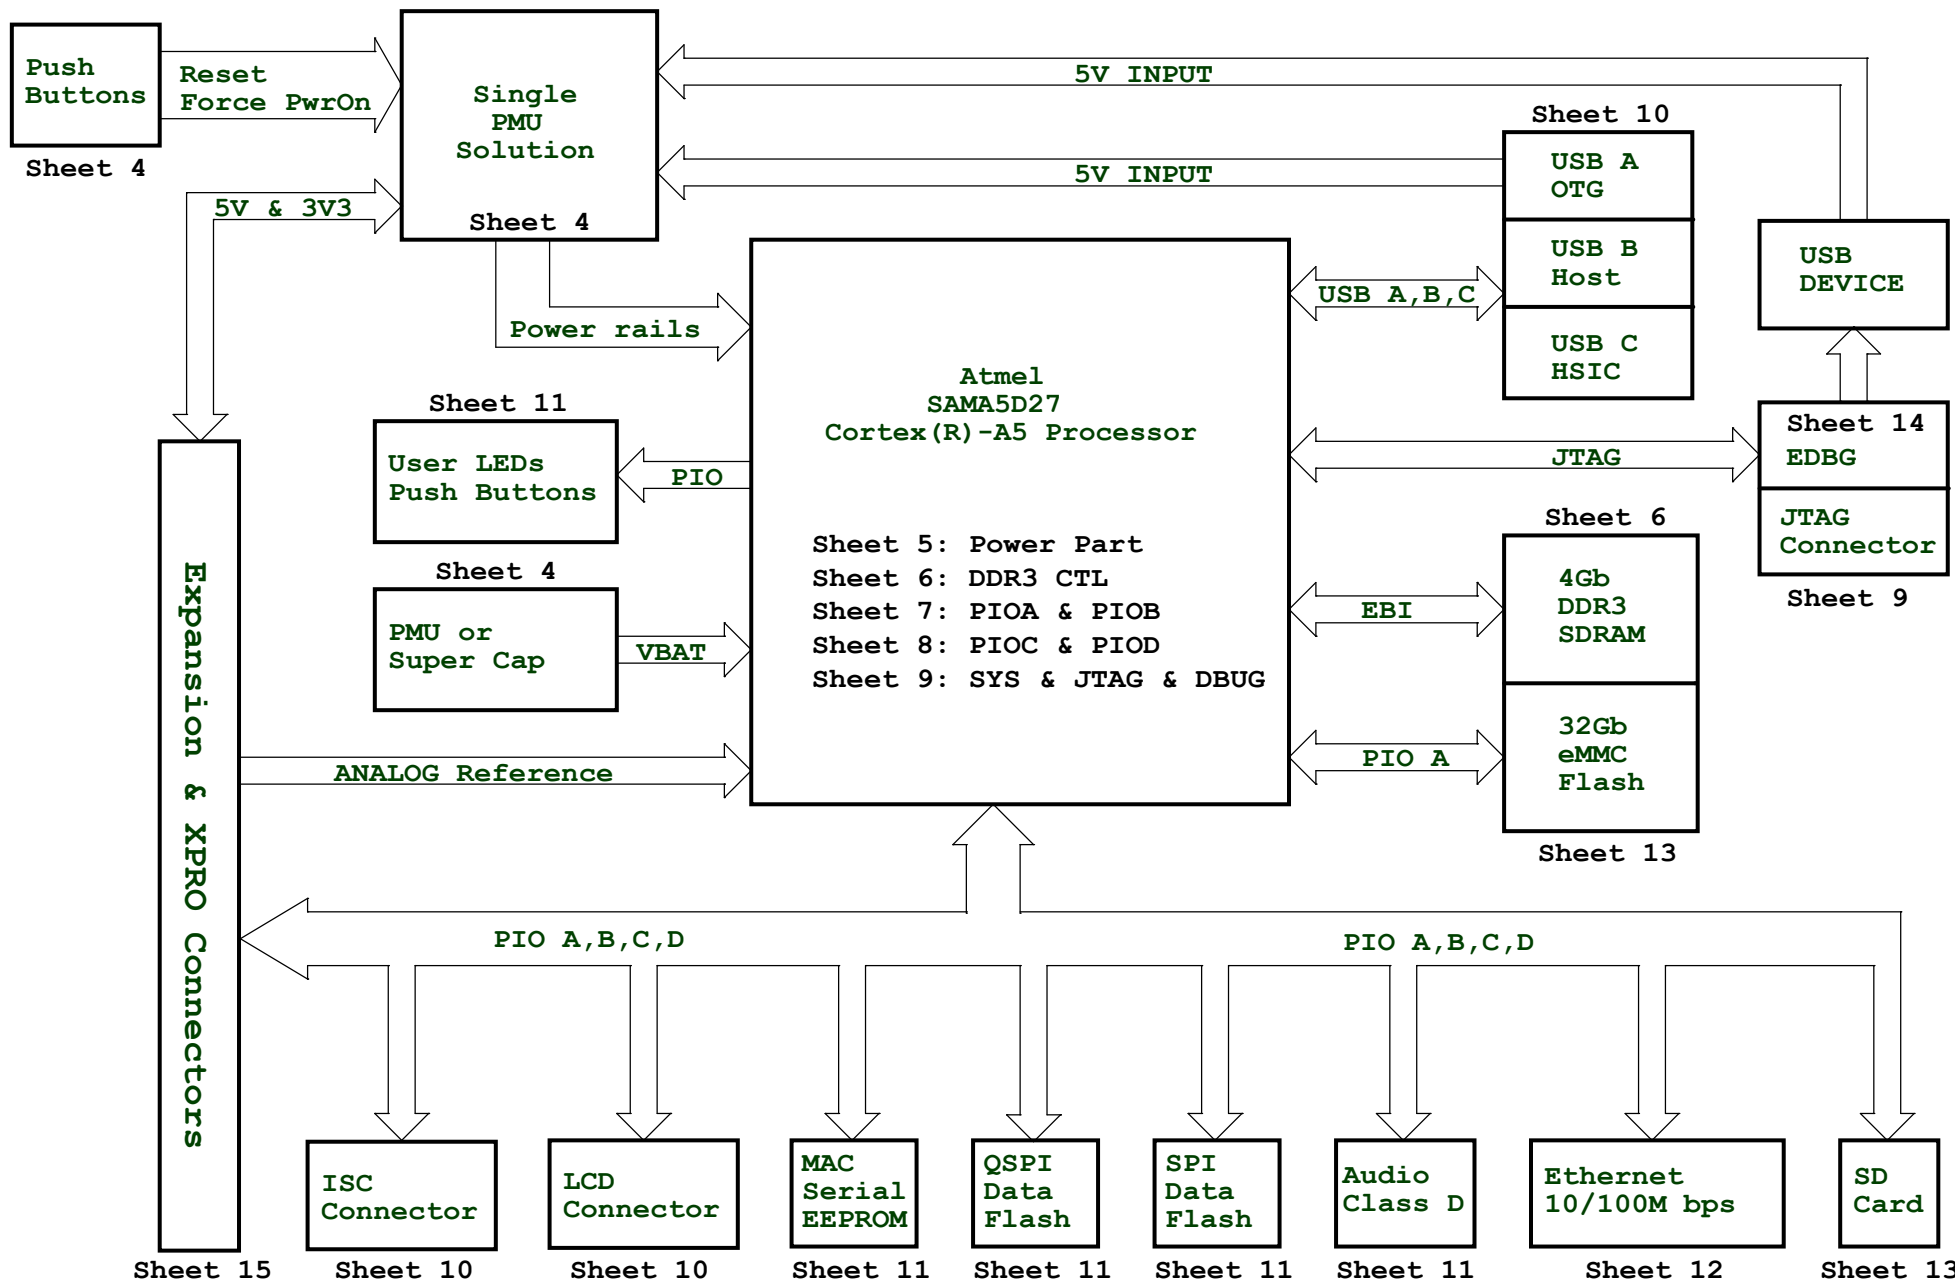 Push
Buttons
Sheet 4
Reset
Force PwrOn
Single
PMU
Solution
Sheet 4
5V INPUT
5V INPUT
5V & 3V3
Power rails
Sheet 10
USB A
OTG
USB B
Host
USB C
HSIC
USB A,B,C
USB
DEVICE
Atmel
SAMA5D27
Cortex(R)-A5 Processor
Sheet 5: Power Part
Sheet 6: DDR3 CTL
Sheet 7: PIOA & PIOB
Sheet 8: PIOC & PIOD
Sheet 9: SYS & JTAG & DBUG
Sheet 11
User LEDs
Push Buttons
PIO
Sheet 4
PMU or
Super Cap
VBAT
JTAG
Sheet 14
EDBG
JTAG
Connector
Sheet 9
Sheet 6
4Gb
DDR3
SDRAM
EBI
32Gb
eMMC
Flash
PIO A
Sheet 13
Expansion & XPRO Connectors
Sheet 15
ANALOG Reference
PIO A,B,C,D
PIO A,B,C,D
ISC
Connector
Sheet 10
LCD
Connector
Sheet 10
MAC
Serial
EEPROM
Sheet 11
QSPI
Data
Flash
Sheet 11
SPI
Data
Flash
Sheet 11
Audio
Class D
Sheet 11
Ethernet
10/100M bps
Sheet 12
SD
Card
Sheet 13